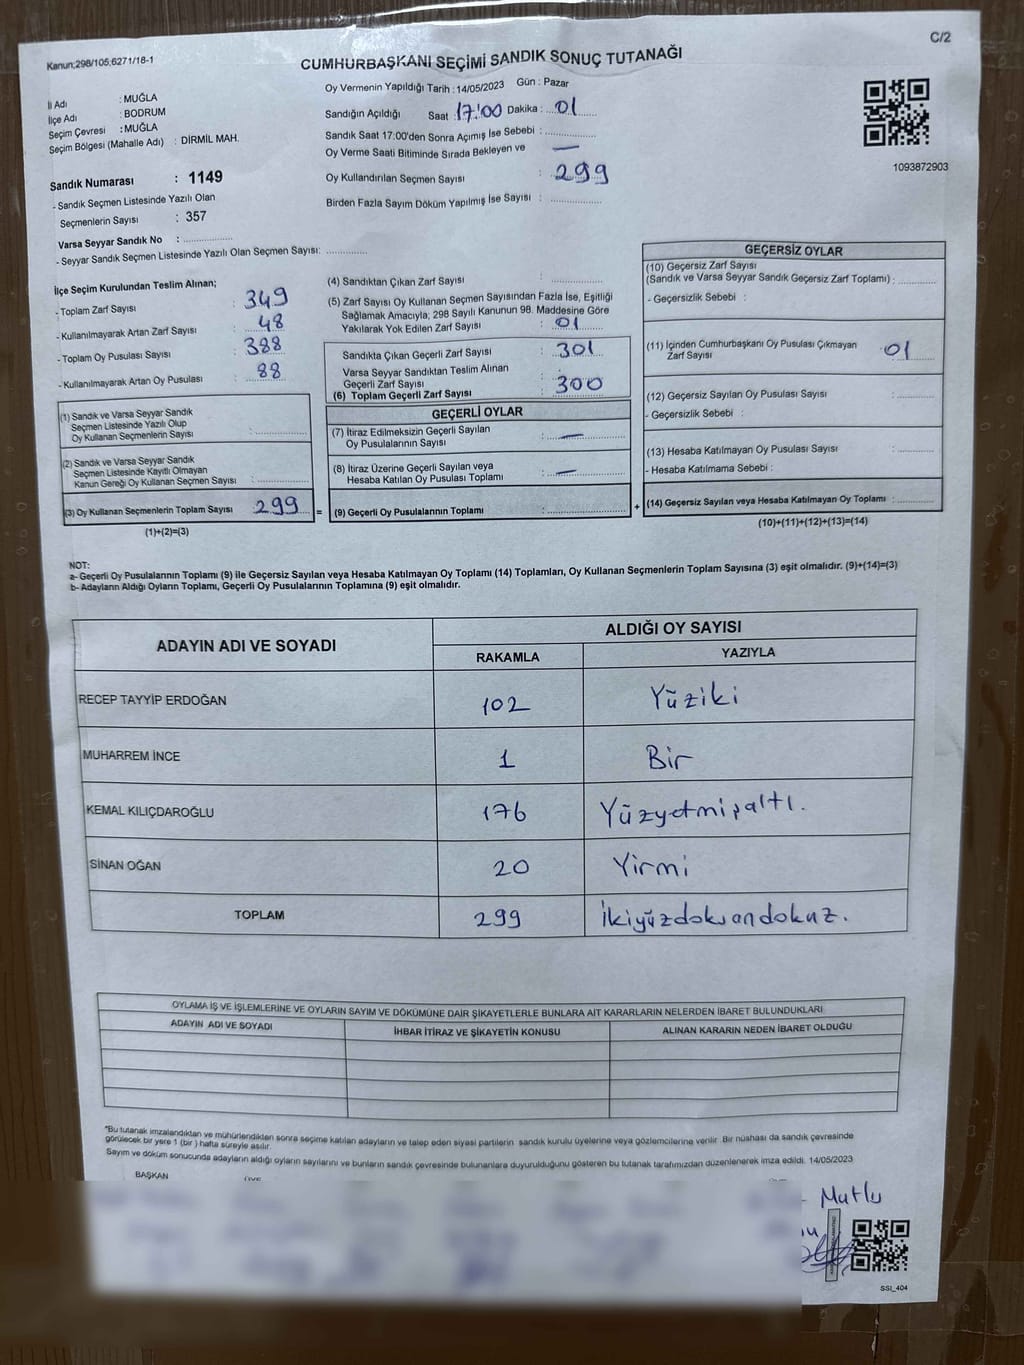 C/2
Kanun;298/105;6271/18-1
CUMHURBAŞKANI SEÇİMİ SANDIK SONUÇ TUTANAĞI
İl Adı : MUĞLA
İlçe Adı : BODRUM
Seçim Çevresi : MUĞLA
Seçim Bölgesi (Mahalle Adı) : DİRMİL MAH.
Oy Vermenin Yapıldığı Tarih : 14/05/2023 Gün : Pazar
Sandığın Açıldığı Saat : 17:00 Dakika : 01
Sandık Saat 17:00'den Sonra Açımış İse Sebebi :
Oy Verme Saati Bitiminde Sırada Bekleyen ve —
Oy Kullandırılan Seçmen Sayısı : 299
Birden Fazla Sayım Döküm Yapılmış İse Sayısı :
1093872903
Sandık Numarası : 1149
- Sandık Seçmen Listesinde Yazılı Olan
Seçmenlerin Sayısı : 357
Varsa Seyyar Sandık No :
- Seyyar Sandık Seçmen Listesinde Yazılı Olan Seçmen Sayısı:
İlçe Seçim Kurulundan Teslim Alınan;
- Toplam Zarf Sayısı : 349
- Kullanılmayarak Artan Zarf Sayısı : 48
- Toplam Oy Pusulası Sayısı : 388
- Kullanılmayarak Artan Oy Pusulası : 88
(1) Sandık ve Varsa Seyyar Sandık
Seçmen Listesinde Yazılı Olup
Oy Kullanan Seçmenlerin Sayısı :
(2) Sandık ve Varsa Seyyar Sandık
Seçmen Listesinde Kayıtlı Olmayan
Kanun Gereği Oy Kullanan Seçmen Sayısı :
(3) Oy Kullanan Seçmenlerin Toplam Sayısı : 299 =
(1)+(2)=(3)
(4) Sandıktan Çıkan Zarf Sayısı :
(5) Zarf Sayısı Oy Kullanan Seçmen Sayısından Fazla İse, Eşitliği
Sağlamak Amacıyla; 298 Sayılı Kanunun 98. Maddesine Göre
Yakılarak Yok Edilen Zarf Sayısı : 01
Sandıkta Çıkan Geçerli Zarf Sayısı : 301
Varsa Seyyar Sandıktan Teslim Alınan
Geçerli Zarf Sayısı :
(6) Toplam Geçerli Zarf Sayısı : 300
GEÇERLİ OYLAR
(7) İtiraz Edilmeksizin Geçerli Sayılan
Oy Pusulalarının Sayısı : —
(8) İtiraz Üzerine Geçerli Sayılan veya
Hesaba Katılan Oy Pusulası Toplamı : —
(9) Geçerli Oy Pusulalarının Toplamı : +
GEÇERSİZ OYLAR
(10) Geçersiz Zarf Sayısı
(Sandık ve Varsa Seyyar Sandık Geçersiz Zarf Toplamı) :
- Geçersizlik Sebebi :
(11) İçinden Cumhurbaşkanı Oy Pusulası Çıkmayan
Zarf Sayısı : 01
(12) Geçersiz Sayılan Oy Pusulası Sayısı :
- Geçersizlik Sebebi :
(13) Hesaba Katılmayan Oy Pusulası Sayısı :
- Hesaba Katılmama Sebebi :
(14) Geçersiz Sayılan veya Hesaba Katılmayan Oy Toplamı :
(10)+(11)+(12)+(13)=(14)
NOT:
a- Geçerli Oy Pusulalarının Toplamı (9) ile Geçersiz Sayılan veya Hesaba Katılmayan Oy Toplamı (14) Toplamları, Oy Kullanan Seçmenlerin Toplam Sayısına (3) eşit olmalıdır. (9)+(14)=(3)
b- Adayların Aldığı Oyların Toplamı, Geçerli Oy Pusulalarının Toplamına (9) eşit olmalıdır.
ADAYIN ADI VE SOYADI ALDIĞI OY SAYISI
RAKAMLA YAZIYLA
RECEP TAYYİP ERDOĞAN 102 Yüziki
MUHARREM İNCE 1 Bir
KEMAL KILIÇDAROĞLU 176 Yüzyetmişaltı.
SİNAN OĞAN 20 Yirmi
TOPLAM 299 İkiyüzdoksandokuz.
OYLAMA İŞ VE İŞLEMLERİNE VE OYLARIN SAYIM VE DÖKÜMÜNE DAİR ŞİKAYETLERLE BUNLARA AİT KARARLARIN NELERDEN İBARET BULUNDUKLARI
ADAYIN ADI VE SOYADI İHBAR İTİRAZ VE ŞİKAYETİN KONUSU ALINAN KARARIN NEDEN İBARET OLDUĞU
*Bu tutanak imzalandıktan ve mühürlendikten sonra seçime katılan adayların ve talep eden siyasi partilerin sandık kurulu üyelerine veya gözlemcilerine verilir. Bir nüshası da sandık çevresinde
görülecek bir yere 1 (bir) hafta süreyle asılır.
Sayım ve döküm sonucunda adayların aldığı oyların sayılarını ve bunların sandık çevresinde bulunanlara duyurulduğunu gösteren bu tutanak tarafımızdan düzenlenerek imza edildi. 14/05/2023
BAŞKAN
Mutlu
SSI_404